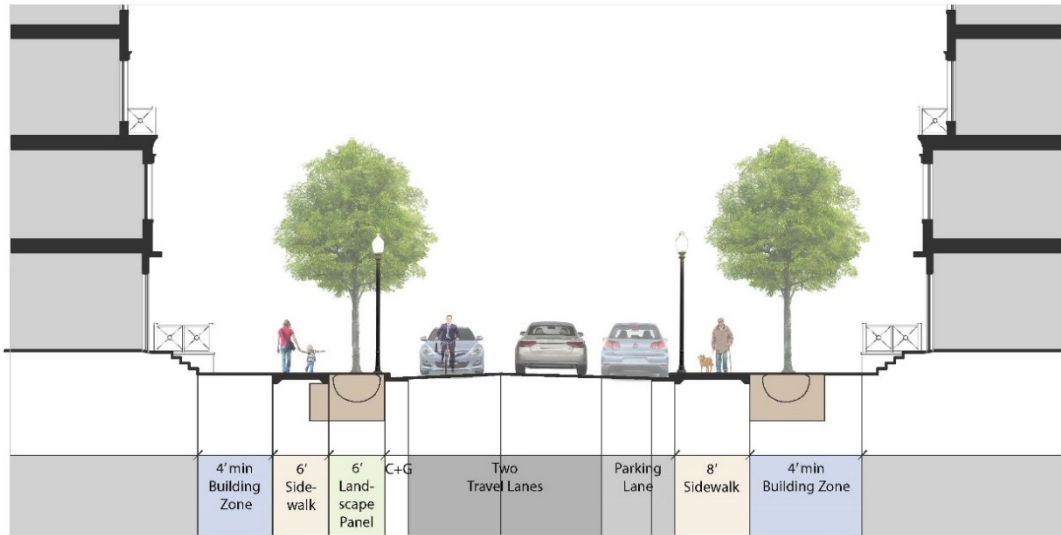 4' min
Building
Zone
6'
Side-
walk
6'
Land-
scape
Panel
C+G
Two
Travel Lanes
Parking
Lane
8'
Sidewalk
4' min
Building Zone